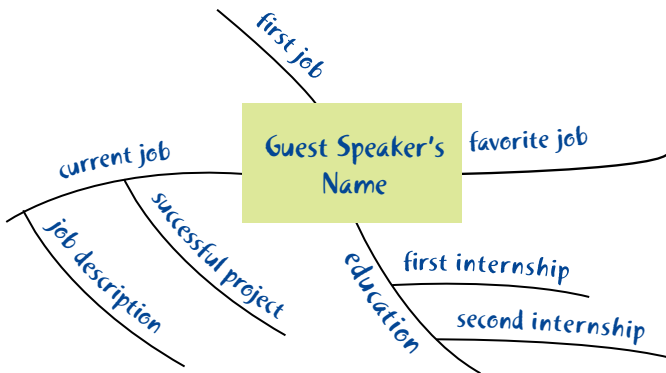 first job
Guest Speaker's
Name
favorite job
current job
successful project
job description
education
first internship
second internship